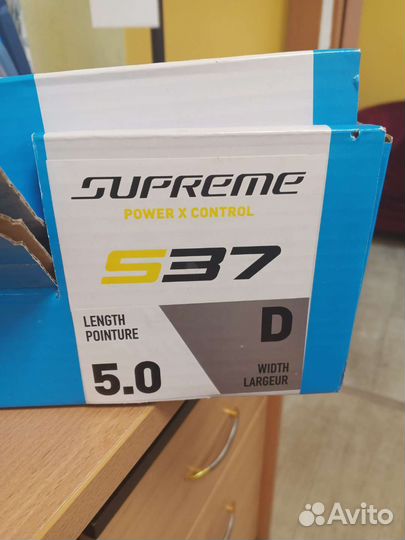 SUPREME
POWER X CONTROL
S37
LENGTH
POINTURE
5.0
D
WIDTH
LARGEUR
Avito